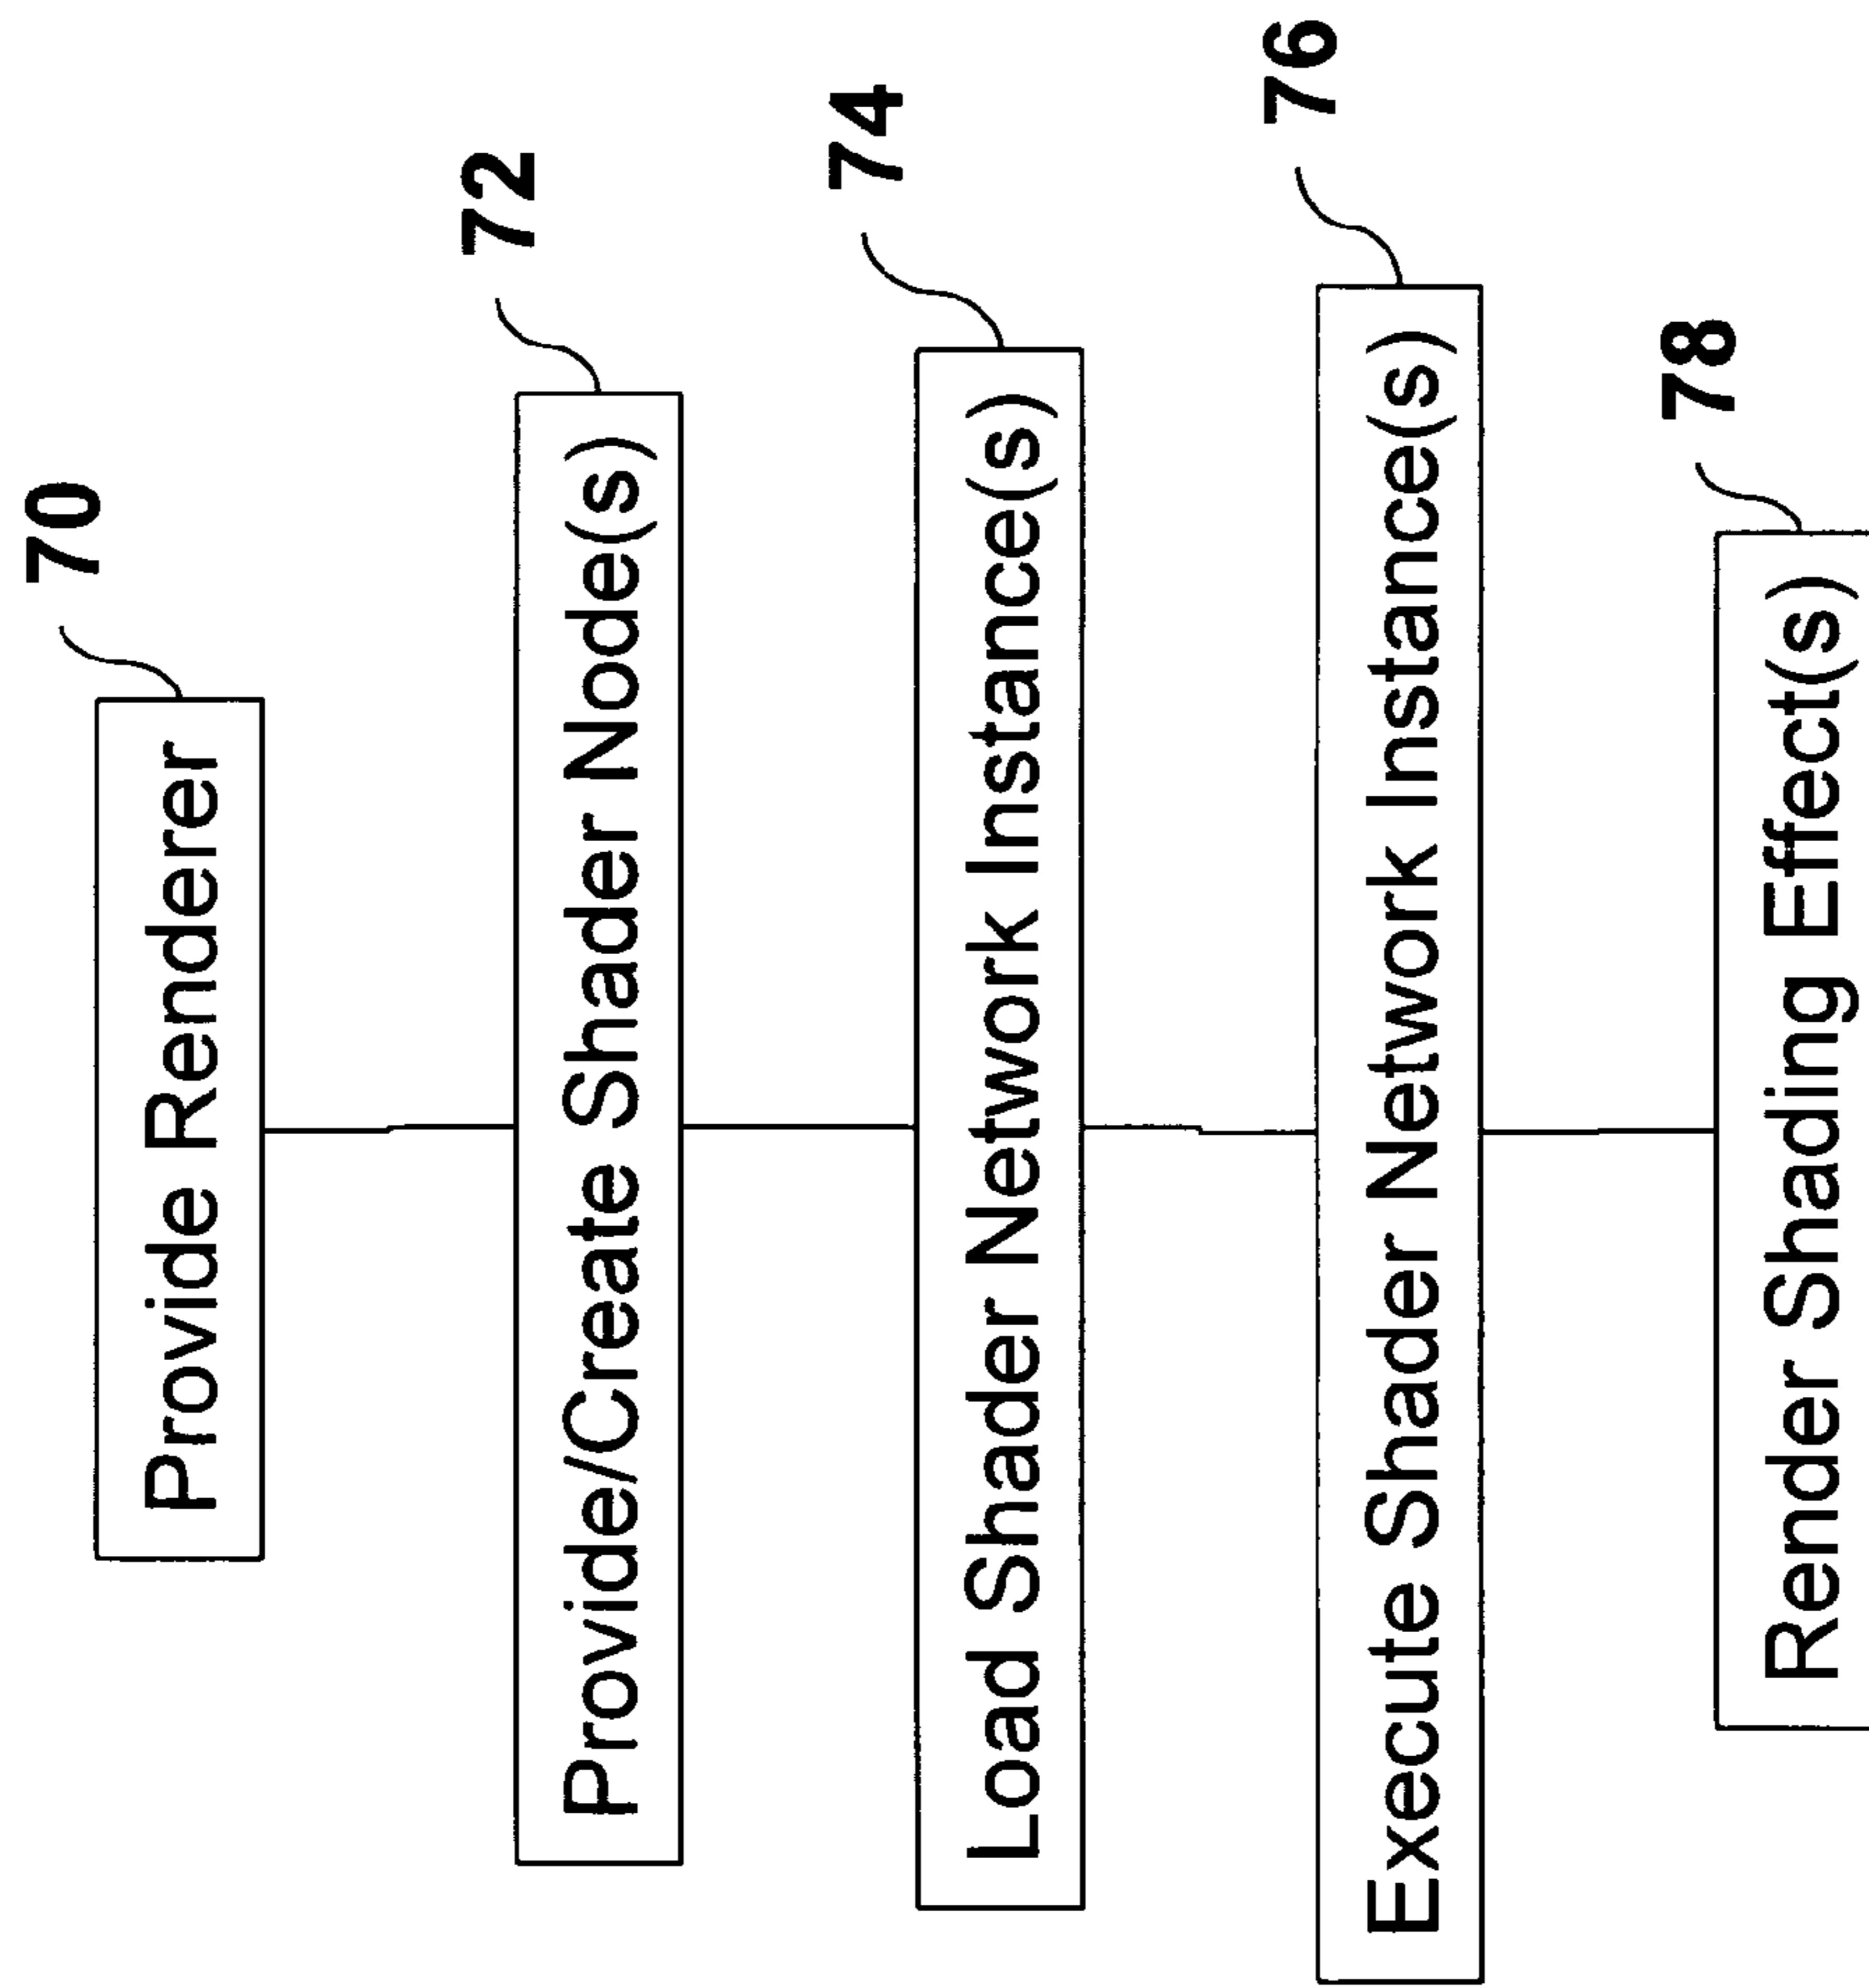 70
Provide Renderer
72
Provide/Create Shader Node(s)
74
Load Shader Network Instance(s)
76
Execute Shader Network Instance(s)
78
Render Shading Effect(s)